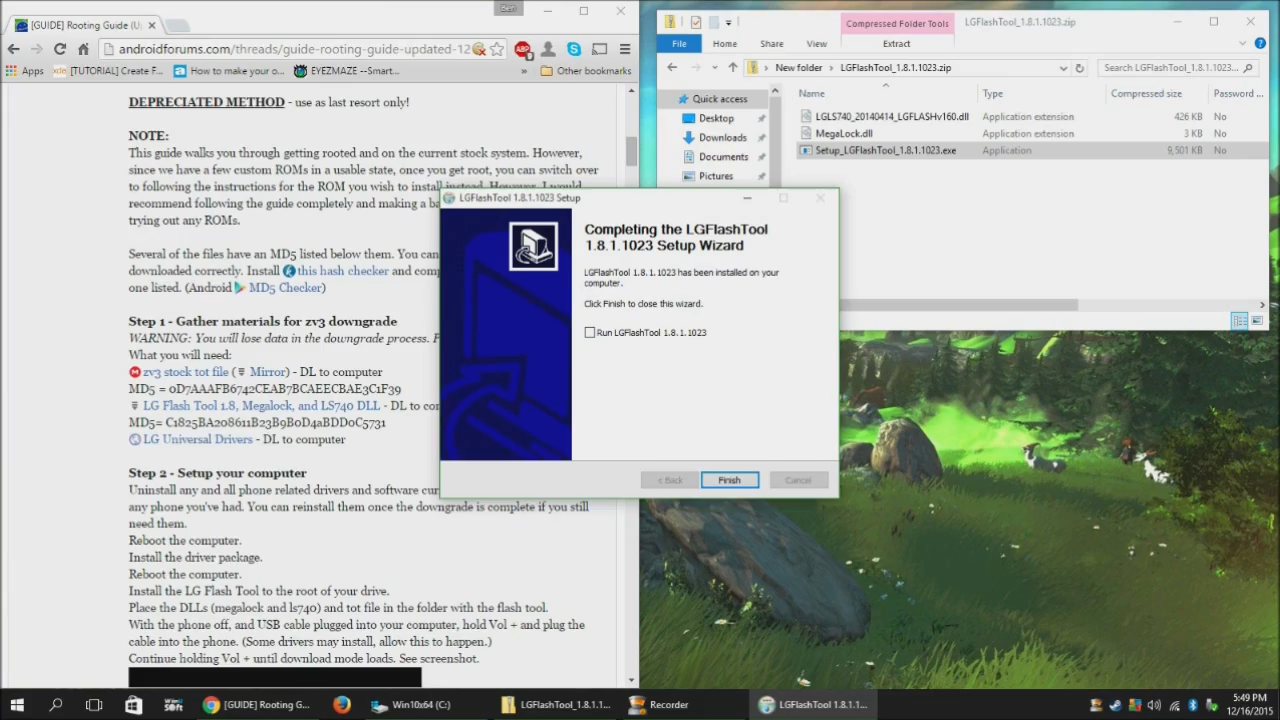 [GUIDE] Rooting Guide (U
Ben
androidforums.com/threads/guide-rooting-guide-updated-12
ABP
Apps
[TUTORIAL] Create F...
How to make your o...
EYEZMAZE --Smart...
»
Other bookmarks
DEPRECIATED METHOD - use as last resort only!
NOTE:
This guide walks you through getting rooted and on the current stock system. However,
since we have a few custom ROMs in a usable state, once you get root, you can switch over
to following the instructions for the ROM you wish to install instead. However, I would
recommend following the guide completely and making a ba
trying out any ROMs.
Several of the files have an MD5 listed below them. You can
downloaded correctly. Install this hash checker and comp
one listed. (Android MD5 Checker)
Step 1 - Gather materials for zv3 downgrade
WARNING: You will lose data in the downgrade process. P
What you will need:
zv3 stock tot file ( Mirror) - DL to computer
MD5 = 0D7AAAFB6742CEAB7BCAEECBAE3C1F39
LG Flash Tool 1.8, Megalock, and LS740 DLL - DL to com
MD5= C1825BA208611B23B9B0D4aBDD0C5731
LG Universal Drivers - DL to computer
Step 2 - Setup your computer
Uninstall any and all phone related drivers and software cur
any phone you've had. You can reinstall them once the downgrade is complete if you still
need them.
Reboot the computer.
Install the driver package.
Reboot the computer.
Install the LG Flash Tool to the root of your drive.
Place the DLLs (megalock and ls740) and tot file in the folder with the flash tool.
With the phone off, and USB cable plugged into your computer, hold Vol + and plug the
cable into the phone. (Some drivers may install, allow this to happen.)
Continue holding Vol + until download mode loads. See screenshot.
Compressed Folder Tools
LGFlashTool_1.8.1.1023.zip
File
Home
Share
View
Extract
New folder
LGFlashTool_1.8.1.1023.zip
Search LGFlashTool_1.8.1.1023....
Quick access
Desktop
Downloads
Documents
Pictures
Name
Type
Compressed size
Password ...
LGLS740_20140414_LGFLASHv160.dll
Application extension
426 KB
No
MegaLock.dll
Application extension
3 KB
No
Setup_LGFlashTool_1.8.1.1023.exe
Application
9,501 KB
No
LGFlashTool 1.8.1.1023 Setup
Completing the LGFlashTool
1.8.1.1023 Setup Wizard
LGFlashTool 1.8.1.1023 has been installed on your
computer.
Click Finish to close this wizard.
Run LGFlashTool 1.8.1.1023
< Back
Finish
Cancel
[GUIDE] Rooting G...
Win10x64 (C:)
LGFlashTool_1.8.1.1...
Recorder
LGFlashTool 1.8.1.1...
5:49 PM
12/16/2015